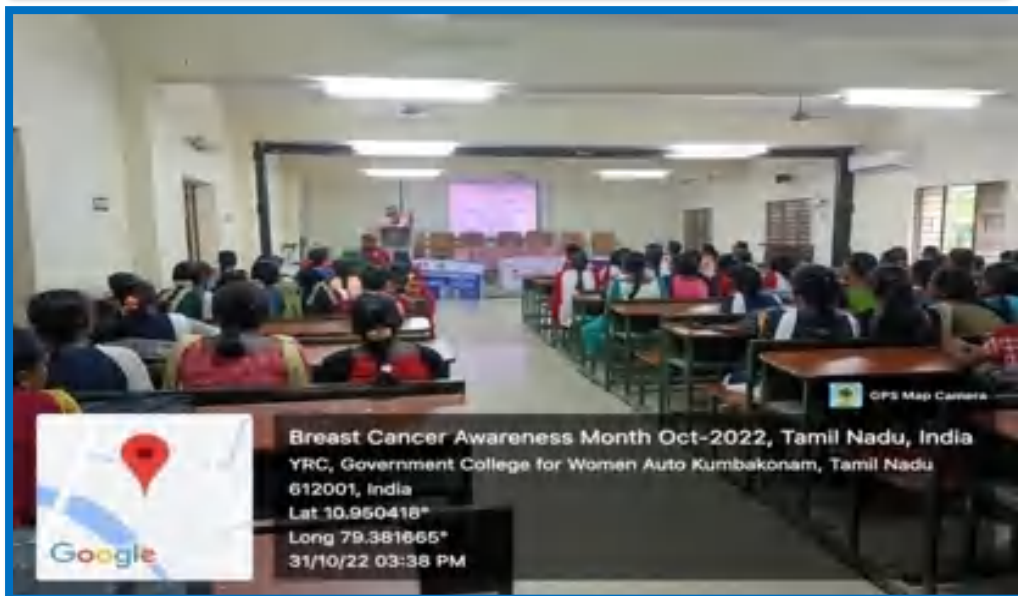 GPS Map Camera
Breast Cancer Awareness Month Oct-2022, Tamil Nadu, India
YRC, Government College for Women Auto Kumbakonam, Tamil Nadu
612001, India
Lat 10.950418°
Long 79.381665°
31/10/22 03:38 PM
Google